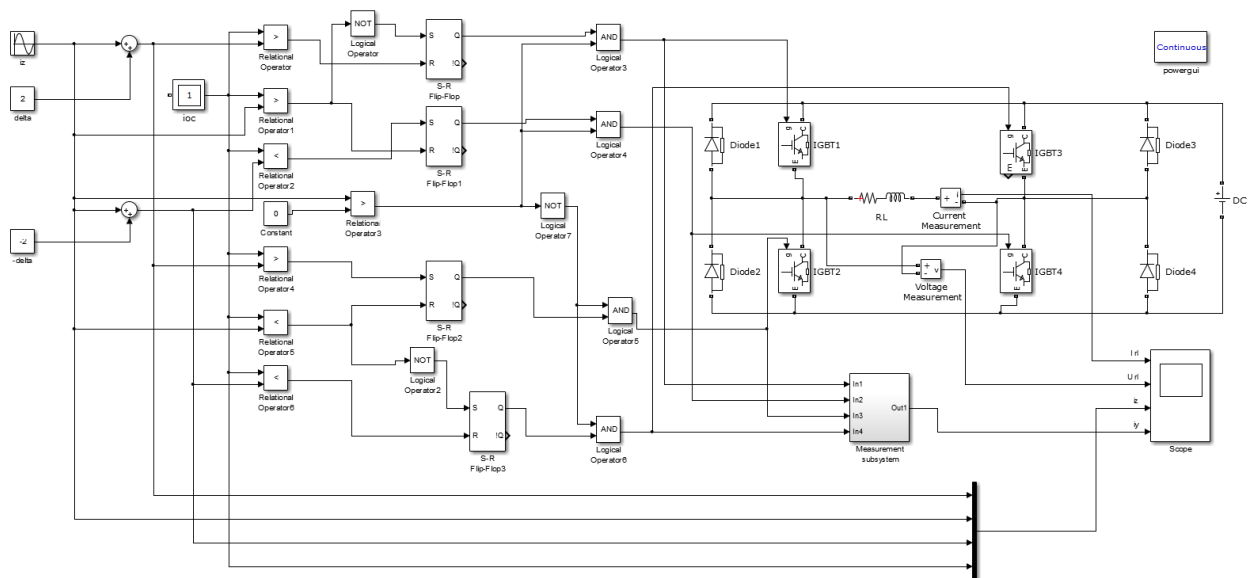 iz
2
delta
-2
-delta
1
iOC
>
Relational
Operator
>
Relational
Operator1
<
Relational
Operator2
0
Constant
>
Relational
Operator3
>
Relational
Operator4
<
Relational
Operator5
<
Relational
Operator6
NOT
Logical
Operator
S Q
R !Q
S-R
Flip-Flop
S Q
R !Q
S-R
Flip-Flop1
S Q
R !Q
S-R
Flip-Flop2
NOT
Logical
Operator2
S Q
R !Q
S-R
Flip-Flop3
AND
Logical
Operator3
AND
Logical
Operator4
NOT
Logical
Operator7
AND
Logical
Operator5
AND
Logical
Operator6
Continuous
powergui
Diode1
g C
E
IGBT1
g C
E
IGBT3
Diode3
RL
+ i
-
Current
Measurement
DC
Diode2
g C
E
IGBT2
+ v
-
Voltage
Measurement
g C
E
IGBT4
Diode4
In1
In2
In3
In4
Out1
Measurement
subsystem
I rl
U rl
iz
iy
Scope